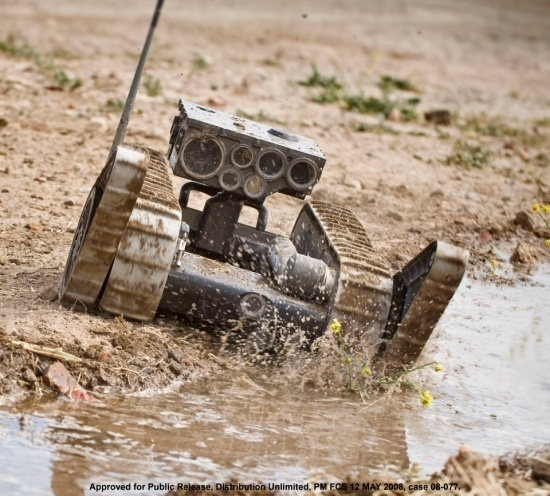 Approved for Public Release, Distribution Unlimited, PM FCS 12 MAY 2008, case 08-077.